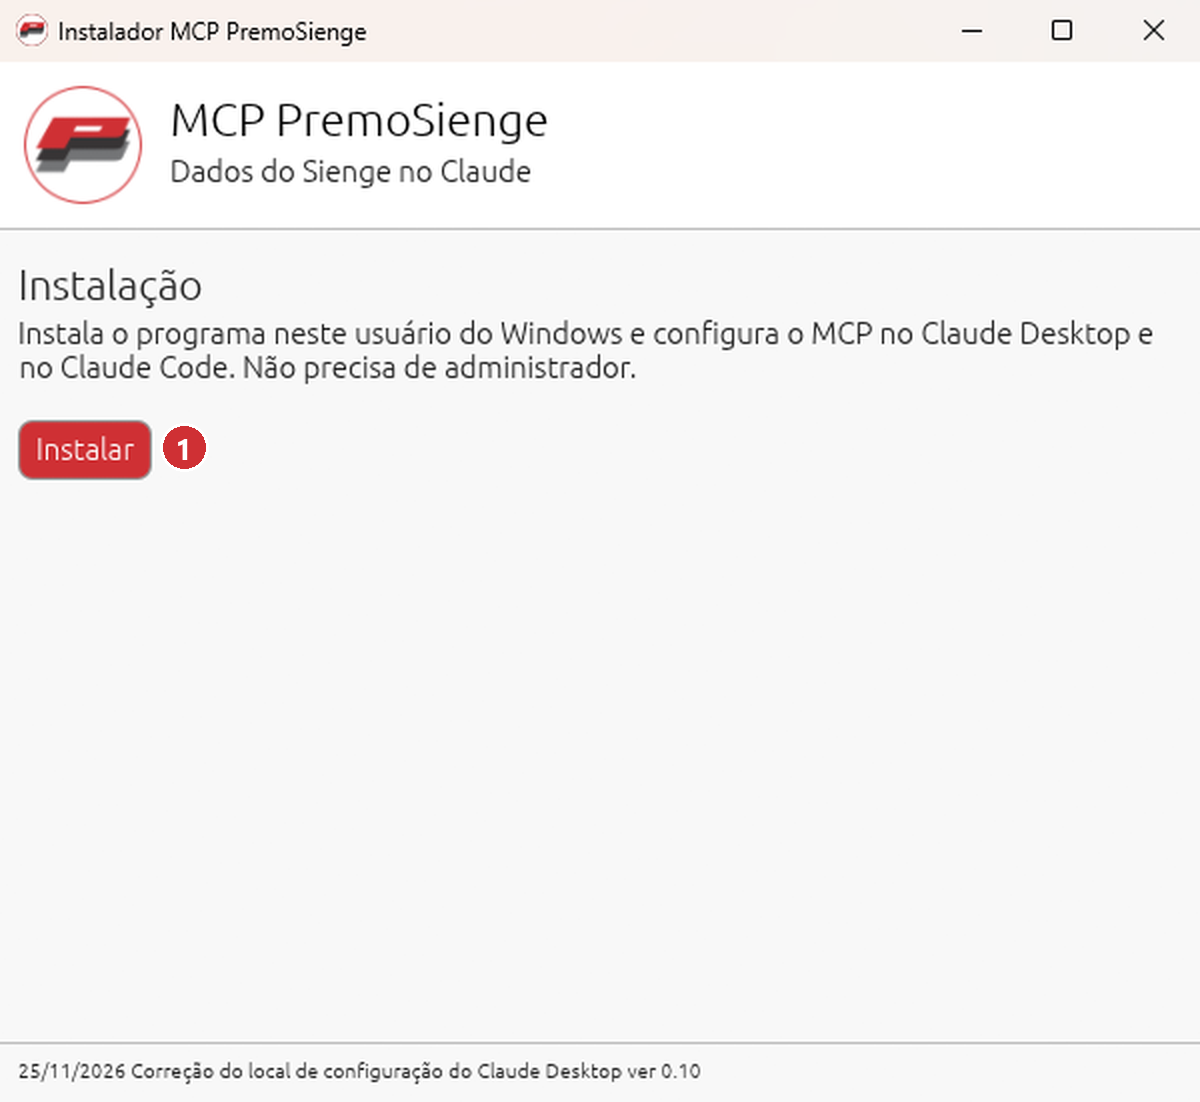 Instalador MCP PremoSienge
MCP PremoSienge
Dados do Sienge no Claude
Instalação
Instala o programa neste usuário do Windows e configura o MCP no Claude Desktop e
no Claude Code. Não precisa de administrador.
Instalar 1
25/11/2026 Correção do local de configuração do Claude Desktop ver 0.10